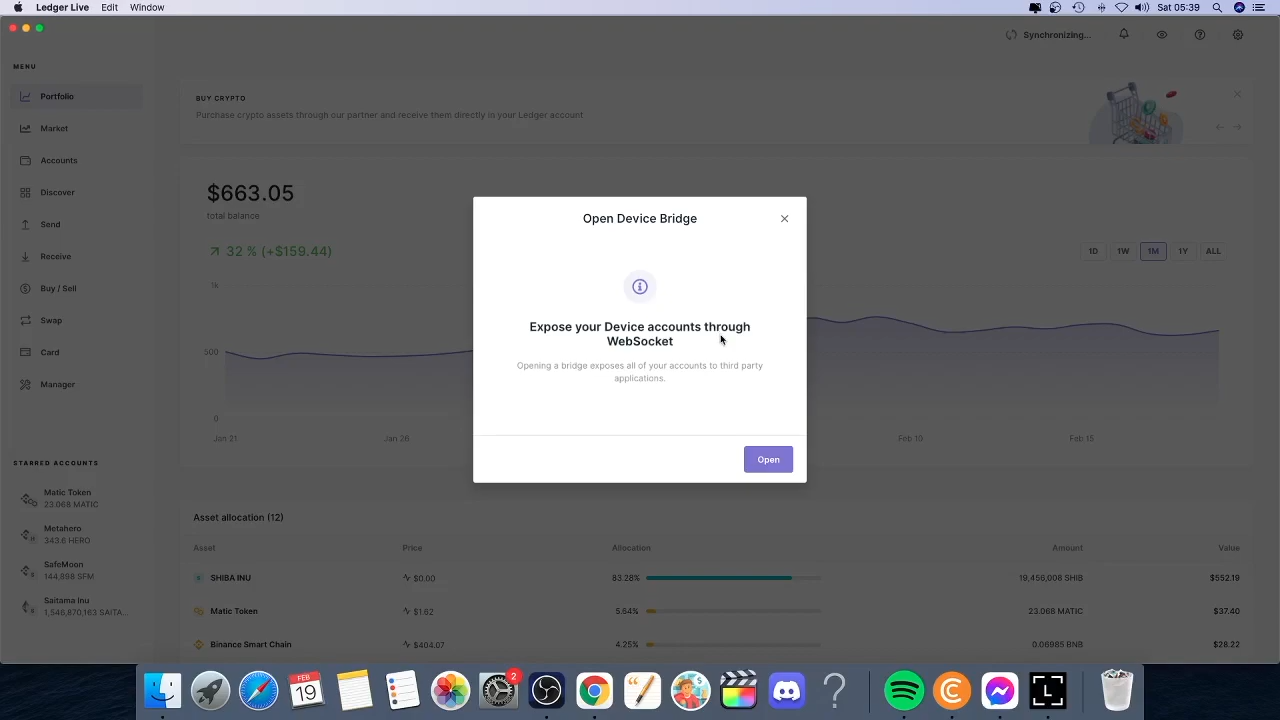 Ledger Live Edit Window Sat 05:39
Synchronizing...
MENU
Portfolio
Market
Accounts
Discover
Send
Receive
Buy / Sell
Swap
Card
Manager
STARRED ACCOUNTS
Matic Token
23.068 MATIC
Metahero
343.6 HERO
SafeMoon
144,898 SFM
Saitama Inu
1,546,870,163 SAITA...
BUY CRYPTO
Purchase crypto assets through our partner and receive them directly in your Ledger account
$663.05
total balance
32 % (+$159.44)
1D 1W 1M 1Y ALL
1k
500
0
Jan 21 Jan 26 Feb 10 Feb 15
Open Device Bridge
Expose your Device accounts through
WebSocket
Opening a bridge exposes all of your accounts to third party
applications.
Open
Asset allocation (12)
Asset Price Allocation Amount Value
SHIBA INU $0.00 83.28% 19,456,008 SHIB $552.19
Matic Token $1.62 5.64% 23.068 MATIC $37.40
Binance Smart Chain $404.07 4.25% 0.06985 BNB $28.22
FEB
19
2